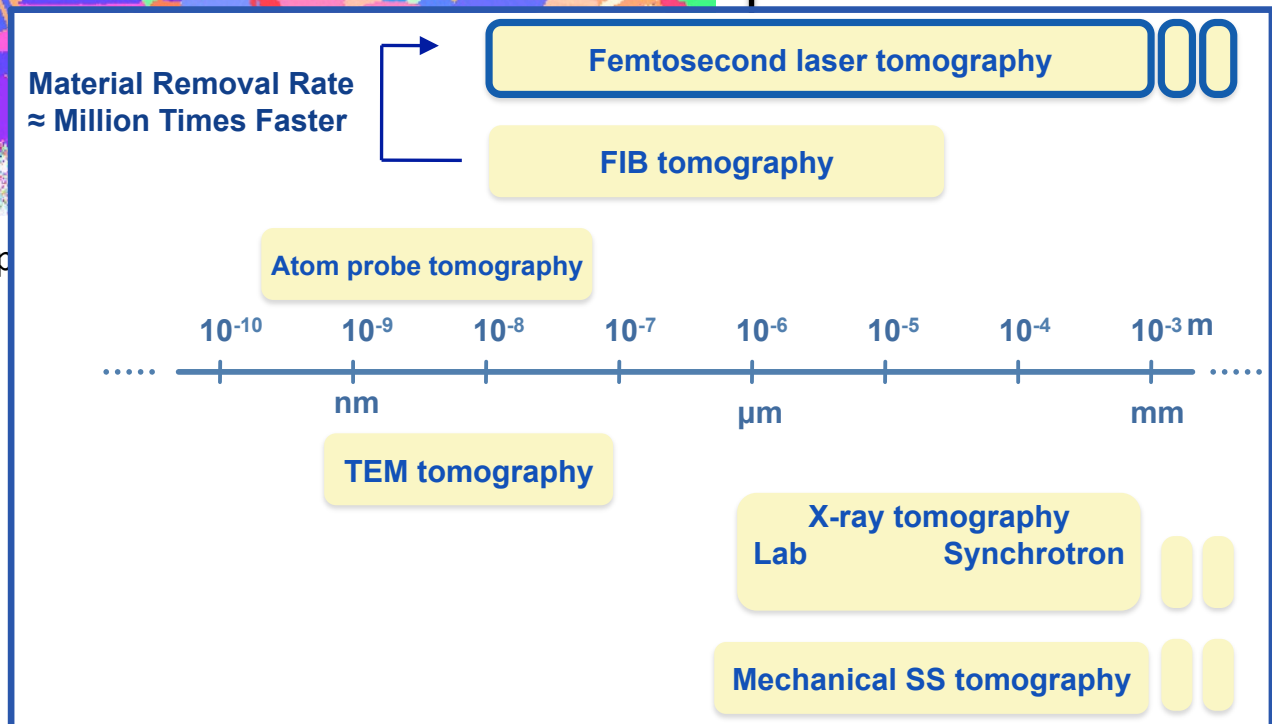 Femtosecond laser tomography
Material Removal Rate
≈ Million Times Faster
FIB tomography
p
Atom probe tomography
10⁻¹⁰ 10⁻⁹ 10⁻⁸ 10⁻⁷ 10⁻⁶ 10⁻⁵ 10⁻⁴ 10⁻³ m
nm µm mm
TEM tomography
X-ray tomography
Lab Synchrotron
Mechanical SS tomography